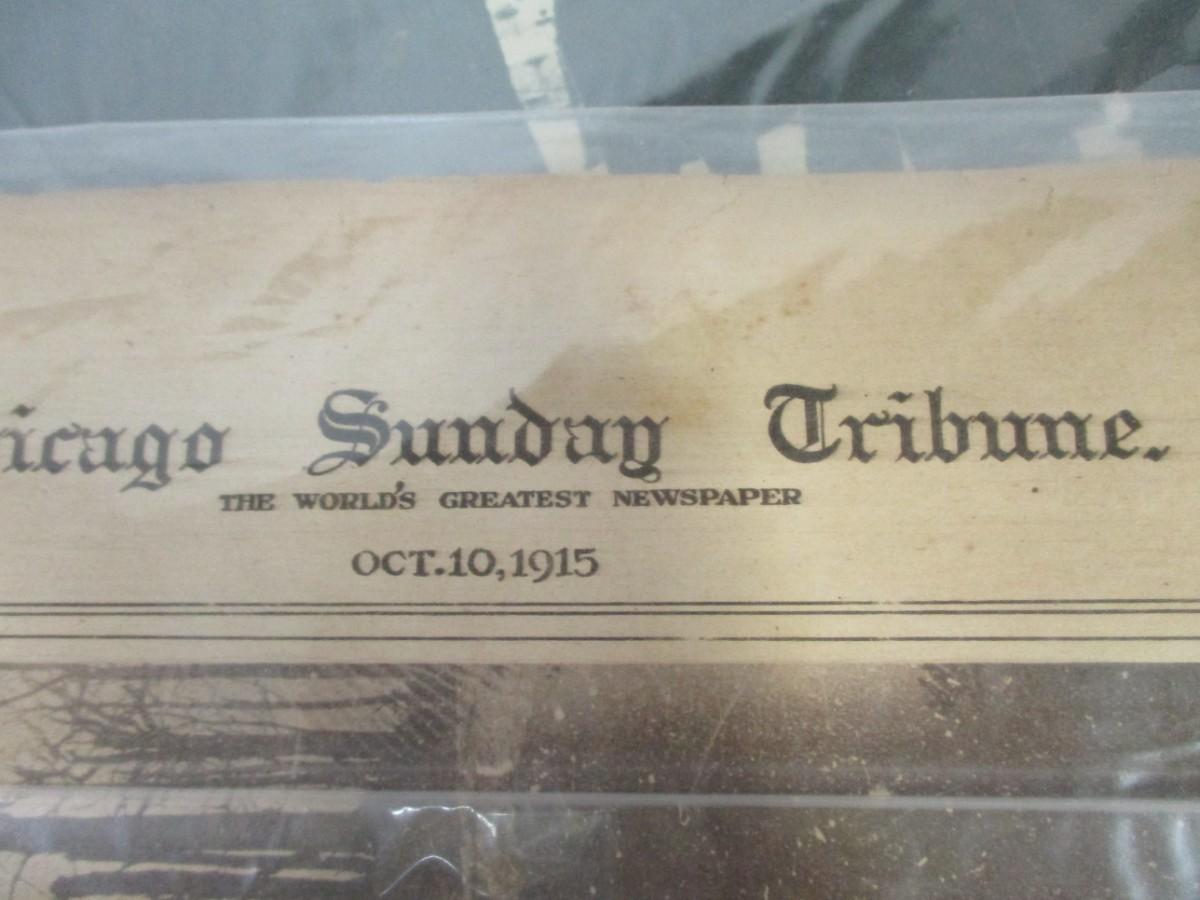 icago Sunday Tribune.
THE WORLD'S GREATEST NEWSPAPER
OCT.10,1915